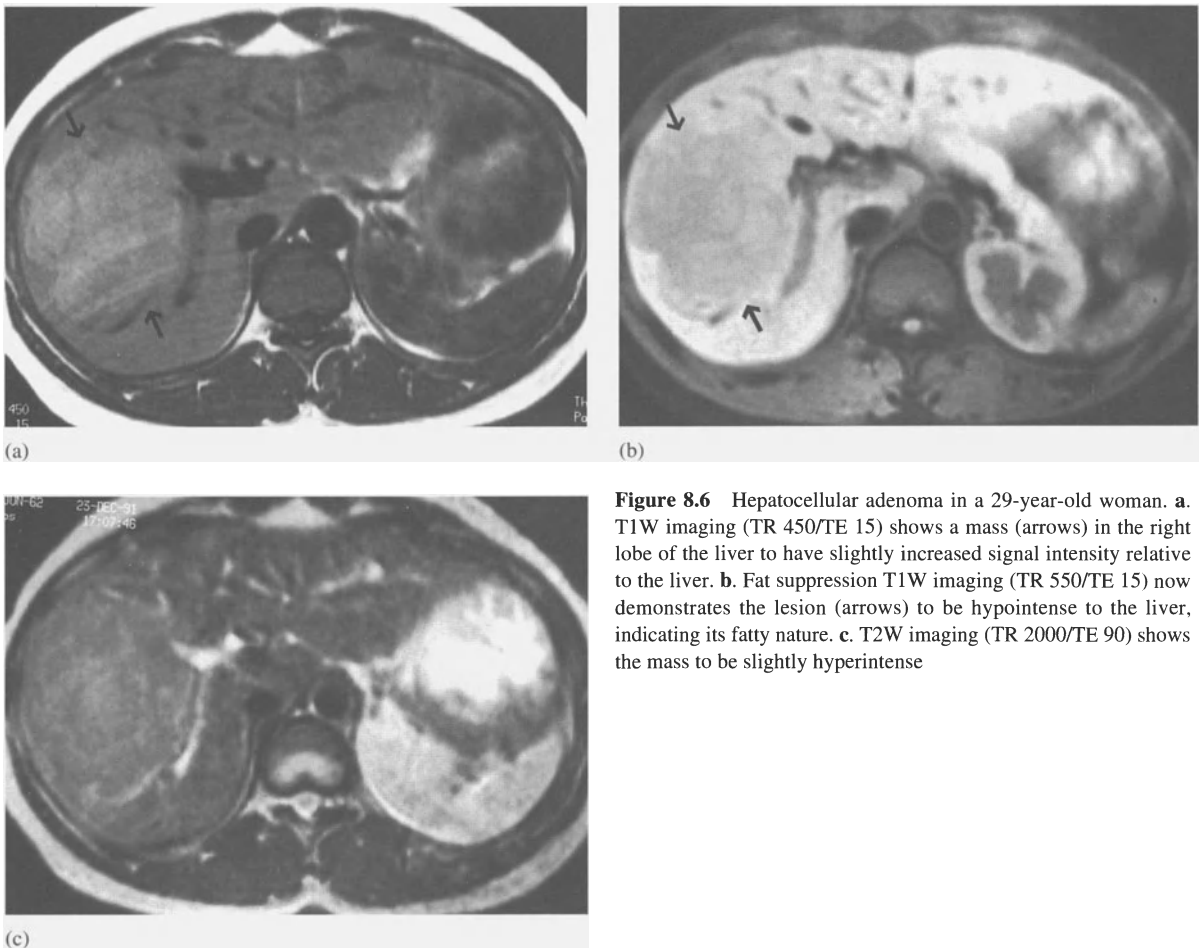 450
15
TH
Po
(a)
(b)
JUN-62
23-DEC-91
17:07:46
(c)
Figure 8.6 Hepatocellular adenoma in a 29-year-old woman. a.
T1W imaging (TR 450/TE 15) shows a mass (arrows) in the right
lobe of the liver to have slightly increased signal intensity relative
to the liver. b. Fat suppression T1W imaging (TR 550/TE 15) now
demonstrates the lesion (arrows) to be hypointense to the liver,
indicating its fatty nature. c. T2W imaging (TR 2000/TE 90) shows
the mass to be slightly hyperintense